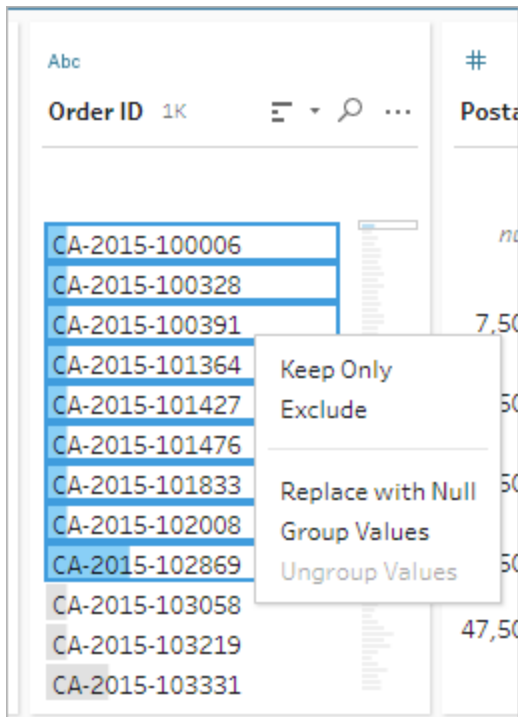 Abc
#
Order ID 1K
CA-2015-100006
CA-2015-100328
CA-2015-100391
7,50
CA-2015-101364
CA-2015-101427
CA-2015-101476
CA-2015-101833
CA-2015-102008
CA-2015-102869
CA-2015-103058
CA-2015-103219
47,50
CA-2015-103331
Keep Only
Exclude
Replace with Null
Group Values
Ungroup Values